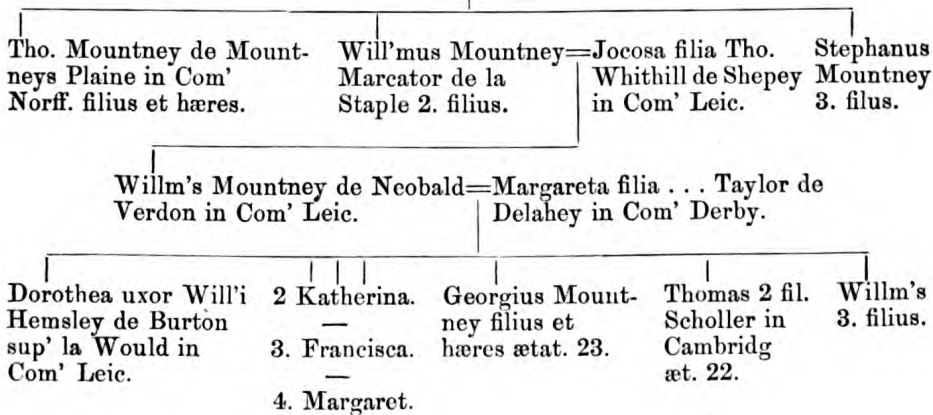 Tho. Mountney de Mount-
neys Plaine in Com'
Norff. filius et hæres.
Will'mus Mountney=Jocosa filia Tho.
Marcator de la
Staple 2. filius.
Whithill de Shepey
in Com' Leic.
Stephanus
Mountney
3. filus.
Willm's Mountney de Neobald=Margareta filia . . . Taylor de
Verdon in Com' Leic.
Delahey in Com' Derby.
Dorothea uxor Will'i
Hemsley de Burton
sup' la Would in
Com' Leic.
2 Katherina.
—
3. Francisca.
—
4. Margaret.
Georgius Mount-
ney filius et
hæres ætat. 23.
Thomas 2 fil.
Scholler in
Cambridg
æt. 22.
Willm's
3. filius.